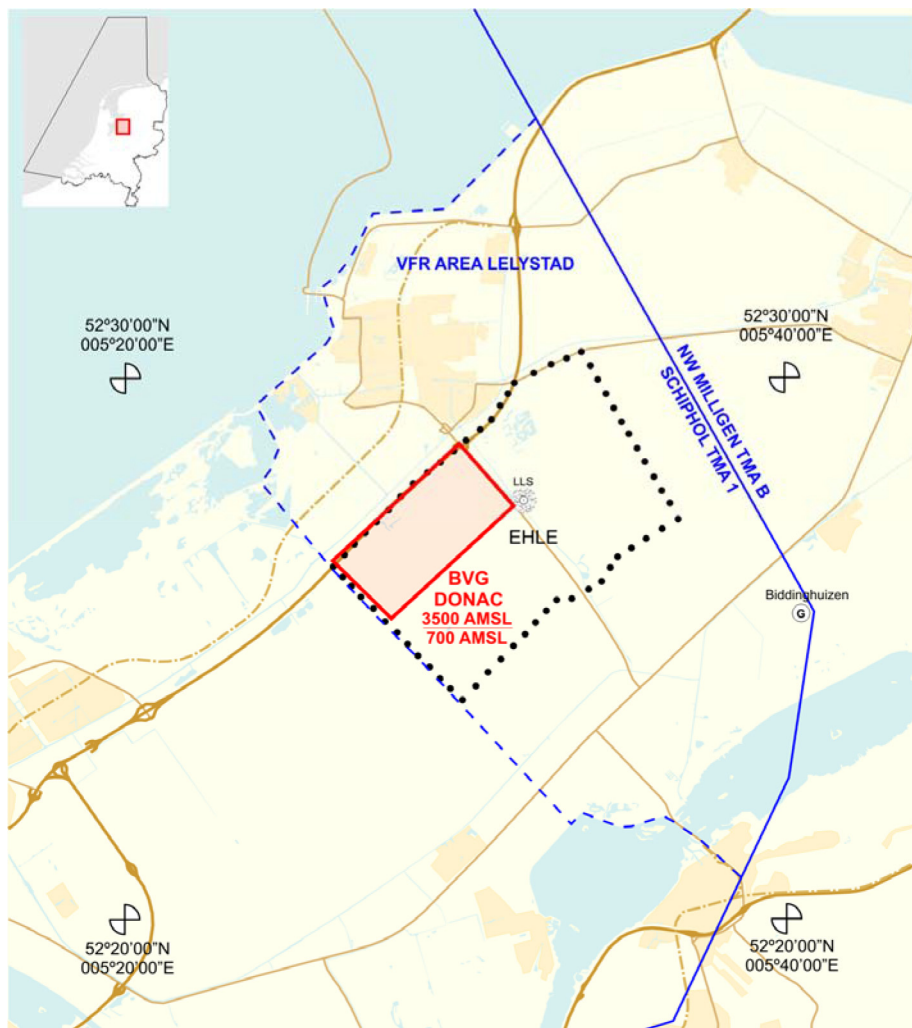 VFR AREA LELYSTAD
52°30'00"N
005°20'00"E
52°30'00"N
005°40'00"E
NW MILLIGEN TMA B
SCHIPHOL TMA 1
LLS
EHLE
BVG
DONAC
3500 AMSL
700 AMSL
Biddinghuizen
G
52°20'00"N
005°20'00"E
52°20'00"N
005°40'00"E